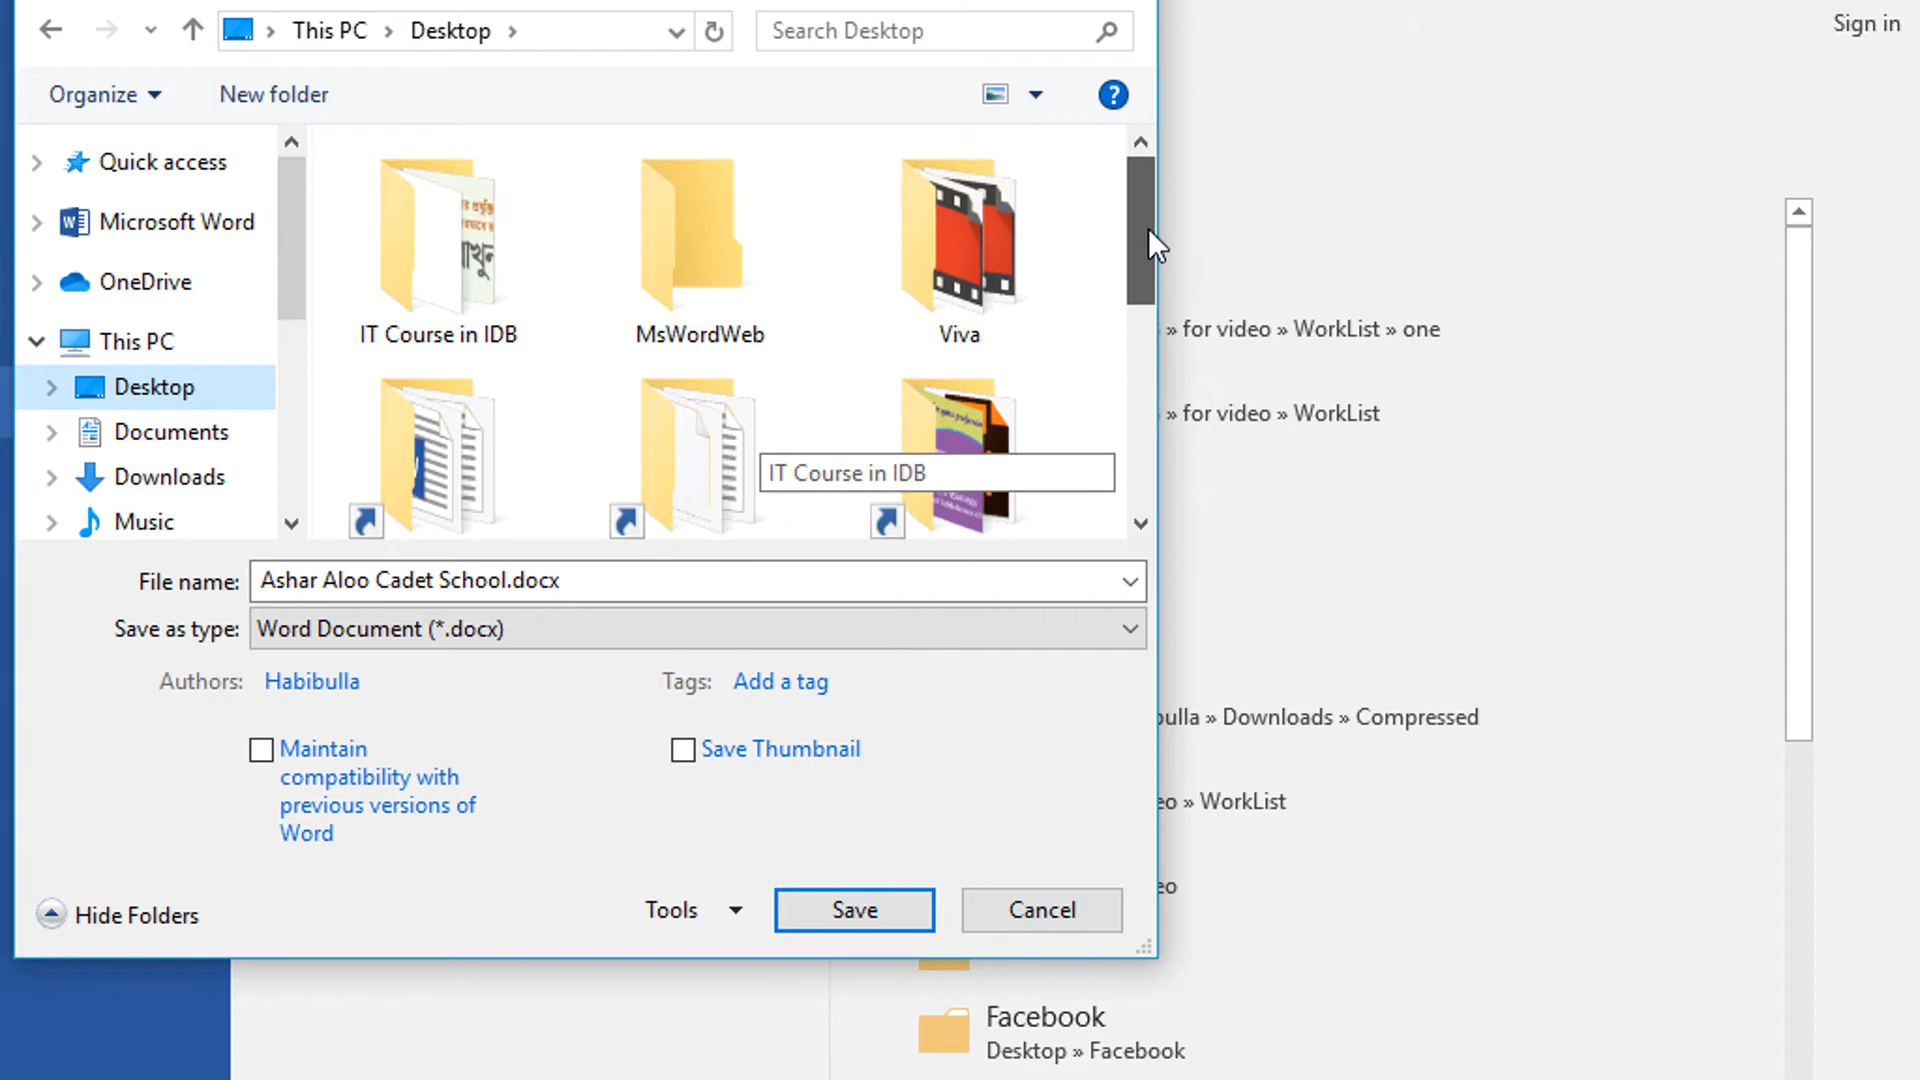 Sign in
This PC
Desktop
Search Desktop
Organize
New folder
?
Quick access
Microsoft Word
OneDrive
This PC
Desktop
Documents
Downloads
Music
IT Course in IDB
MsWordWeb
Viva
IT Course in IDB
» for video » WorkList » one
» for video » WorkList
File name:
Ashar Aloo Cadet School.docx
Save as type:
Word Document (*.docx)
Authors:
Habibulla
Tags:
Add a tag
Maintain
compatibility with
previous versions of
Word
Save Thumbnail
Hide Folders
Tools
Save
Cancel
ulla » Downloads » Compressed
» WorkList
Facebook
Desktop » Facebook